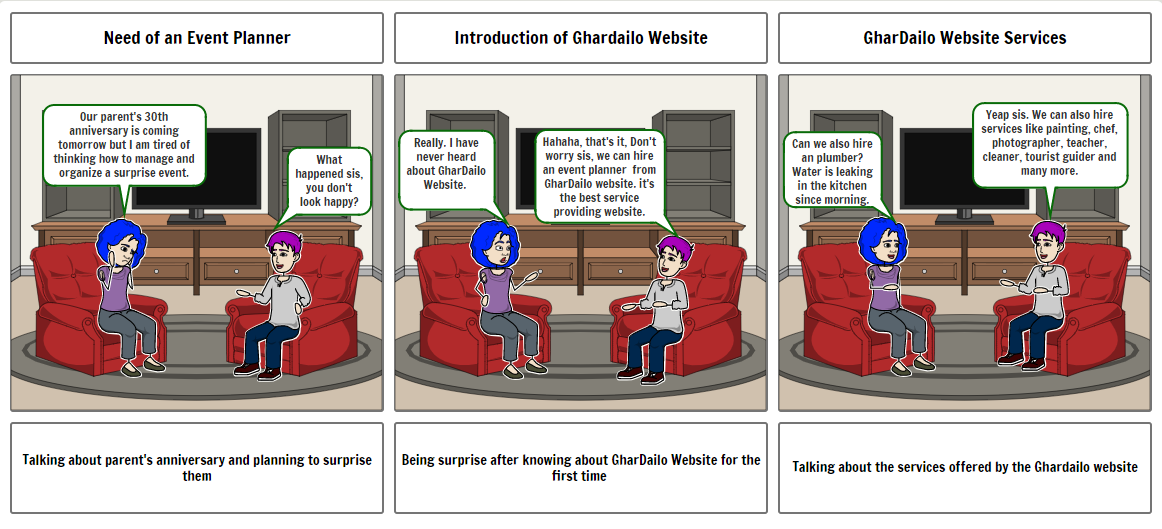 Need of an Event Planner
Introduction of Ghardailo Website
GharDailo Website Services
Our parent's 30th
anniversary is coming
tomorrow but I am tired of
thinking how to manage and
organize a surprise event.
What
happened sis,
you don't
look happy?
Really. I have
never heard
about GharDailo
Website.
Hahaha, that's it, Don't
worry sis, we can hire
an event planner from
GharDailo website. it's
the best service
providing website.
Can we also hire
an plumber?
Water is leaking
in the kitchen
since morning.
Yeap sis. We can also hire
services like painting, chef,
photographer, teacher,
cleaner, tourist guider and
many more.
Talking about parent's anniversary and planning to surprise
them
Being surprise after knowing about GharDailo Website for the
first time
Talking about the services offered by the Ghardailo website